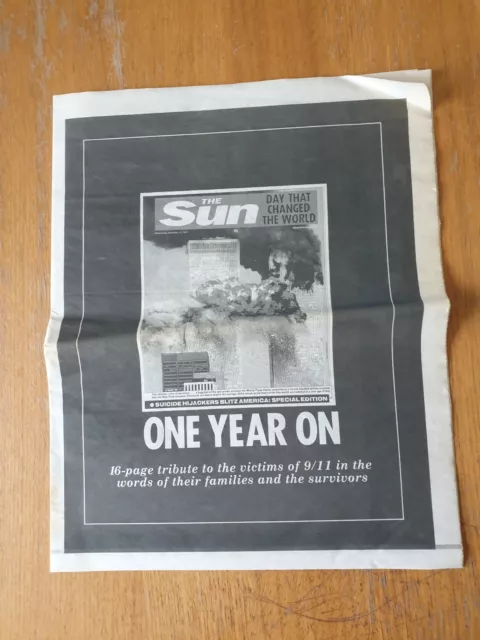 THE
Sun
DAY THAT
CHANGED
THE WORLD
SUICIDE HIJACKERS BLITZ AMERICA: SPECIAL EDITION
ONE YEAR ON
16-page tribute to the victims of 9/11 in the
words of their families and the survivors